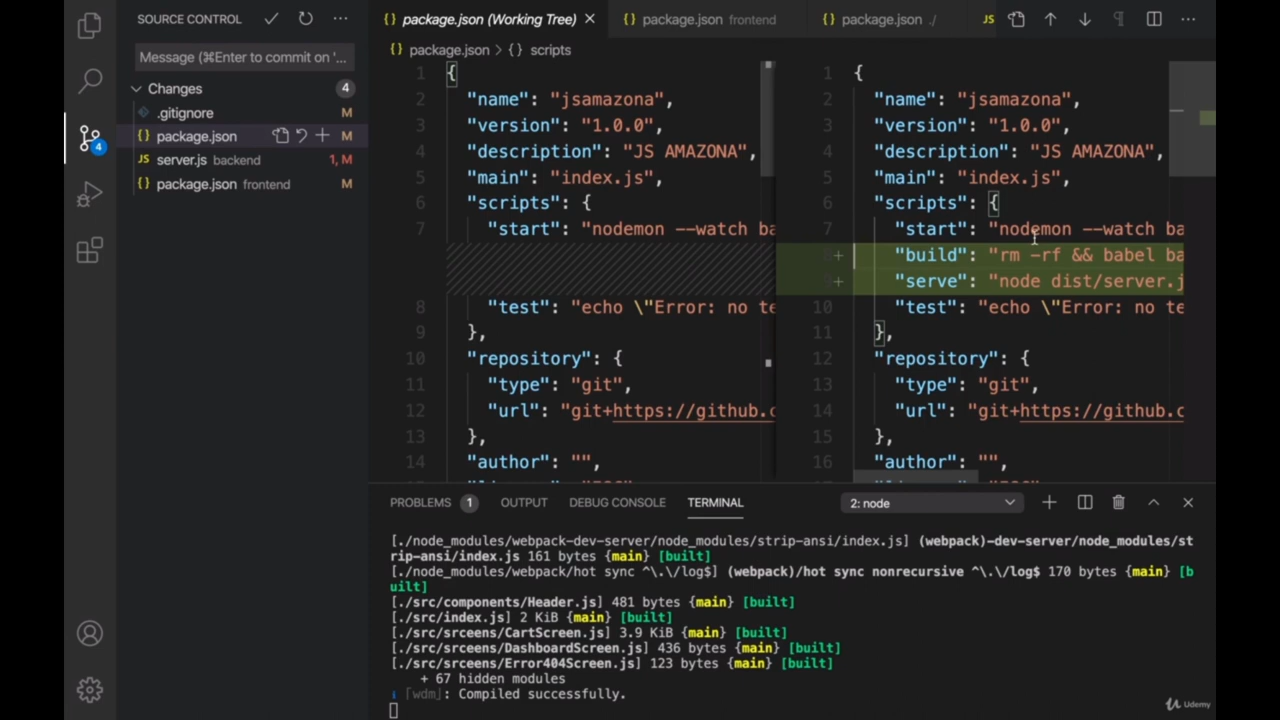 SOURCE CONTROL
Message (⌘Enter to commit on '...
Changes 4
.gitignore M
package.json M
JS server.js backend 1, M
{} package.json frontend M
4
{} package.json (Working Tree)
{} package.json frontend
{} package.json ./
JS
{} package.json > {} scripts
1 {
2 "name": "jsamazona",
3 "version": "1.0.0",
4 "description": "JS AMAZONA",
5 "main": "index.js",
6 "scripts": {
7 "start": "nodemon --watch ba
8 "test": "echo \"Error: no te
9 },
10 "repository": {
11 "type": "git",
12 "url": "git+https://github.c
13 },
14 "author": "",
1 {
2 "name": "jsamazona",
3 "version": "1.0.0",
4 "description": "JS AMAZONA",
5 "main": "index.js",
6 "scripts": {
7 "start": "nodemon --watch ba
8+ "build": "rm -rf && babel ba
9+ "serve": "node dist/server.j
10 "test": "echo \"Error: no te
11 },
12 "repository": {
13 "type": "git",
14 "url": "git+https://github.c
15 },
16 "author": "",
PROBLEMS 1 OUTPUT DEBUG CONSOLE TERMINAL 2: node
[./node_modules/webpack-dev-server/node_modules/strip-ansi/index.js] (webpack)-dev-server/node_modules/st
rip-ansi/index.js 161 bytes {main} [built]
[./node_modules/webpack/hot sync ^\.\/log$] (webpack)/hot sync nonrecursive ^\.\/log$ 170 bytes {main} [b
uilt]
[./src/components/Header.js] 481 bytes {main} [built]
[./src/index.js] 2 KiB {main} [built]
[./src/srceens/CartScreen.js] 3.9 KiB {main} [built]
[./src/srceens/DashboardScreen.js] 436 bytes {main} [built]
[./src/srceens/Error404Screen.js] 123 bytes {main} [built]
+ 67 hidden modules
i ｢wdm｣: Compiled successfully.
Udemy